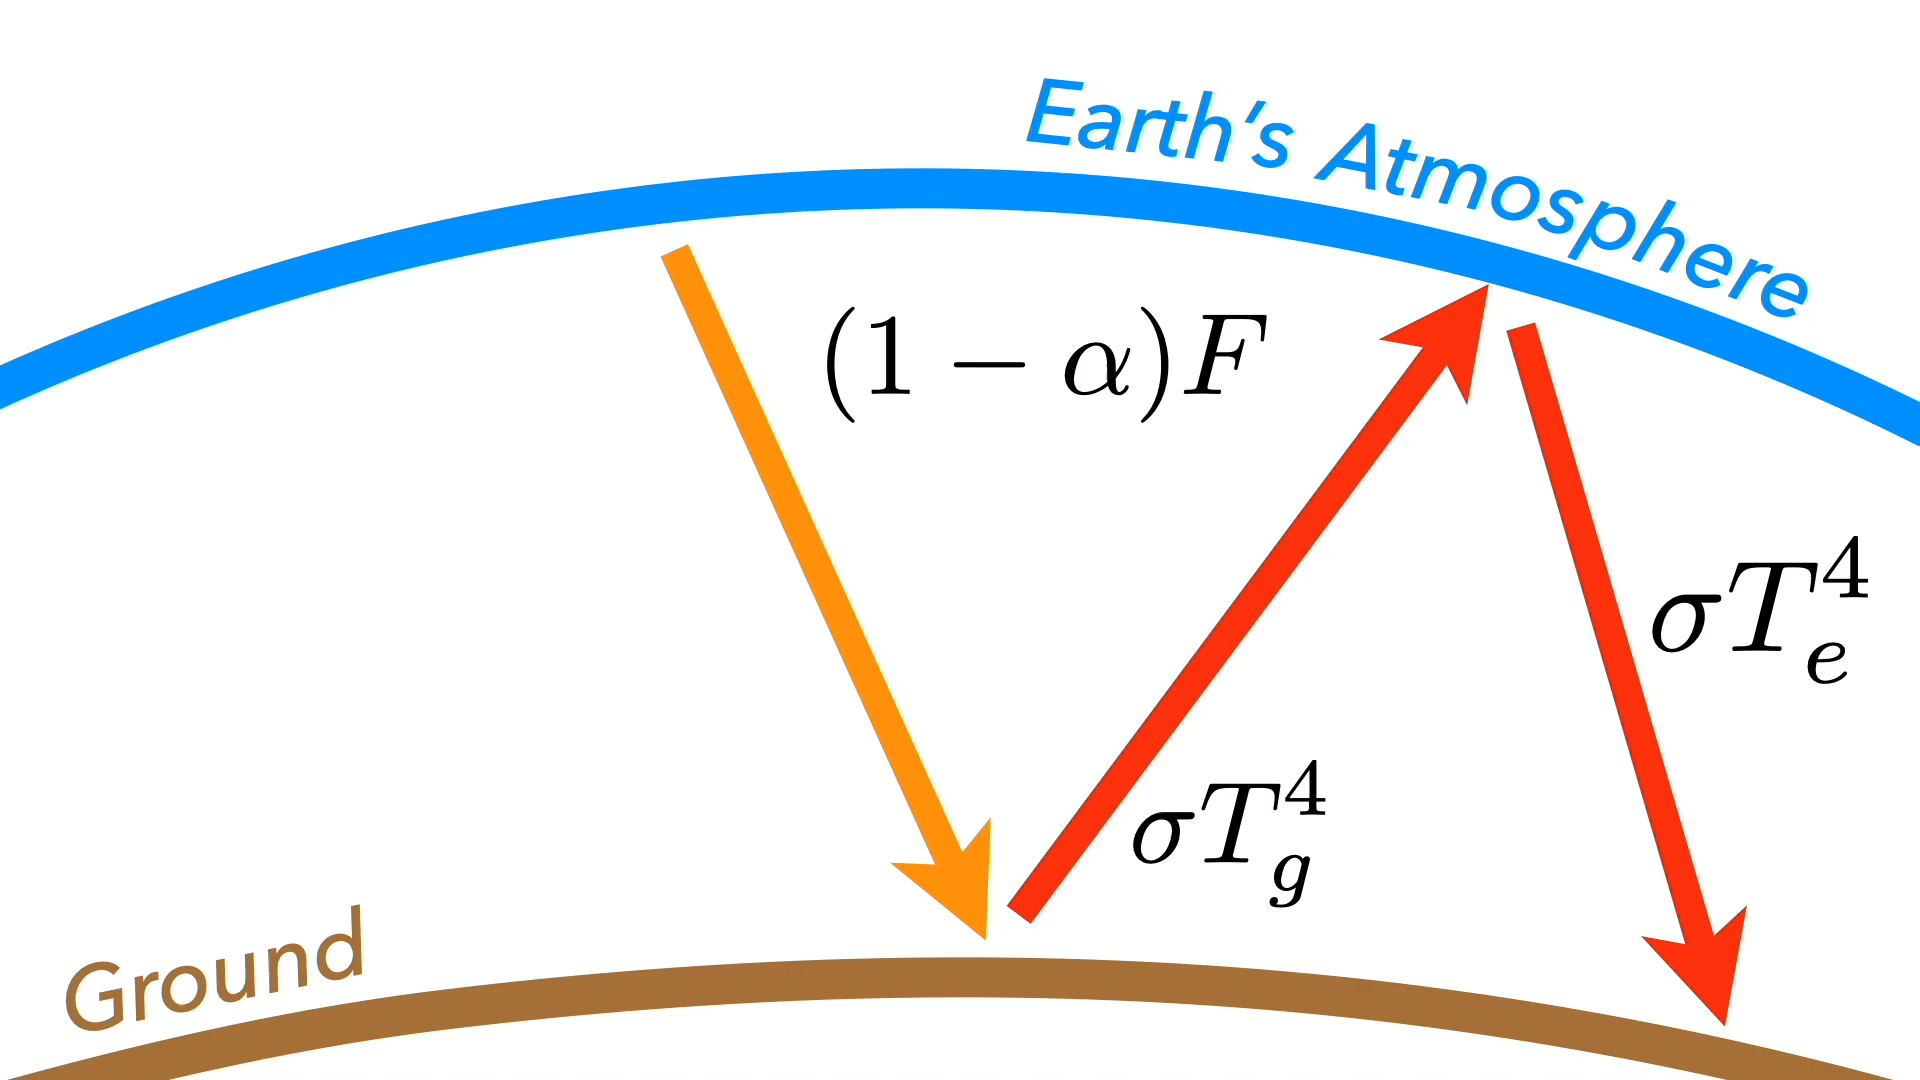 Earth's Atmosphere
(1 − α)F
σT_e^4
σT_g^4
Ground